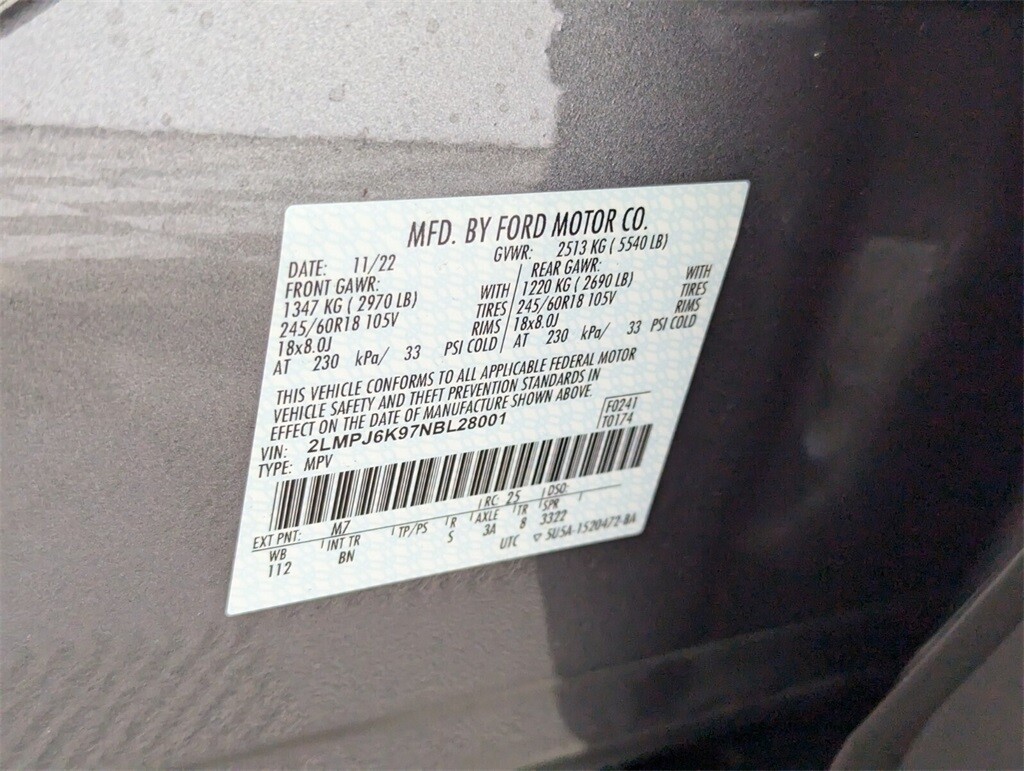 MFD. BY FORD MOTOR CO.
DATE: 11/22 GVWR: 2513 KG ( 5540 LB)
FRONT GAWR: REAR GAWR:
1347 KG ( 2970 LB) WITH 1220 KG ( 2690 LB) WITH
245/60R18 105V TIRES 245/60R18 105V TIRES
18x8.0J RIMS 18x8.0J RIMS
AT 230 kPa/ 33 PSI COLD AT 230 kPa/ 33 PSI COLD
THIS VEHICLE CONFORMS TO ALL APPLICABLE FEDERAL MOTOR
VEHICLE SAFETY AND THEFT PREVENTION STANDARDS IN
EFFECT ON THE DATE OF MANUFACTURE SHOWN ABOVE.
VIN: 2LMPJ6K97NBL28001 F0241
TYPE: MPV T0174
EXT PNT: M7 RC: 25 DSO:
WB INT TR TP/PS R AXLE TR SPR
112 BN S 3A 8 3322
UTC ▽ 5U5A-1520472-BA